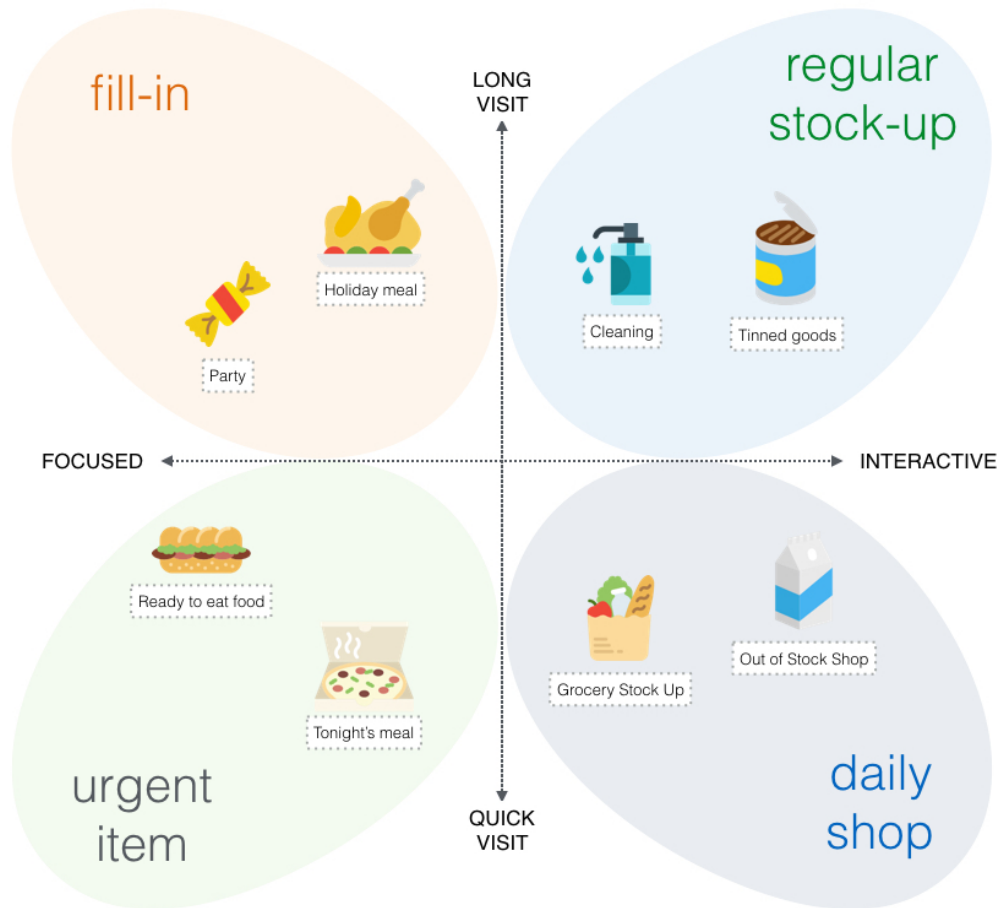 fill-in
LONG
VISIT
regular
stock-up
Holiday meal
Party
Cleaning
Tinned goods
FOCUSED
INTERACTIVE
Ready to eat food
Tonight's meal
Grocery Stock Up
Out of Stock Shop
urgent
item
QUICK
VISIT
daily
shop